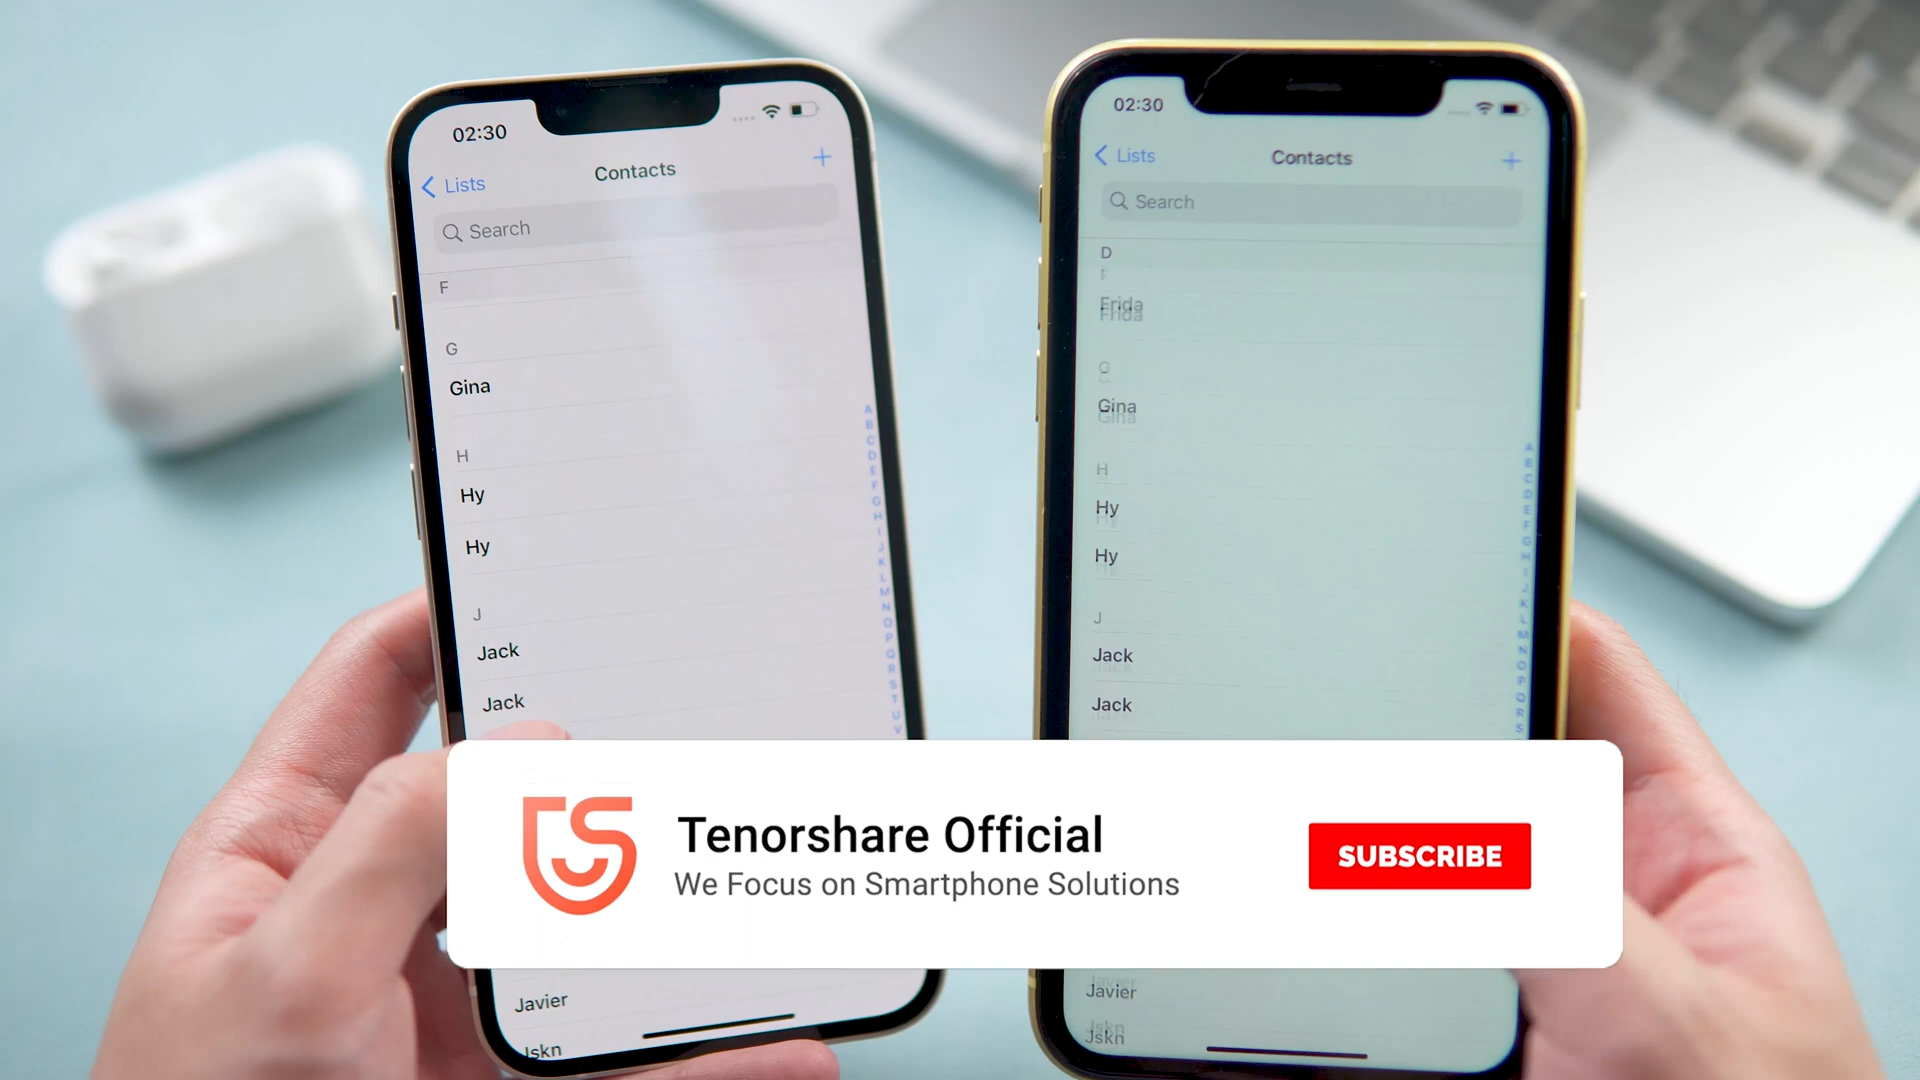 02:30
Lists
Contacts
+
Search
F
G
Gina
H
Hy
Hy
J
Jack
Jack
Javier
Jskn
A
B
C
D
E
F
G
H
I
J
K
L
M
N
O
P
Q
R
S
T
U
V
02:30
Lists
Contacts
+
Search
D
Frida
G
Gina
H
Hy
Hy
J
Jack
Jack
Javier
Jskn
A
B
C
D
E
F
G
H
I
J
K
L
M
N
O
P
Q
R
S
Tenorshare Official
We Focus on Smartphone Solutions
SUBSCRIBE